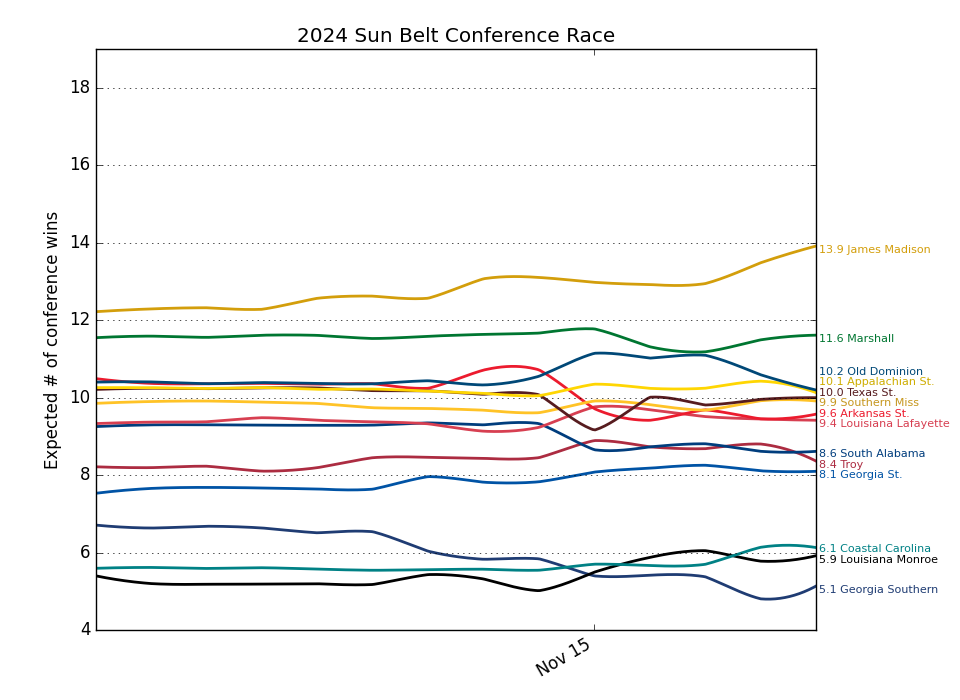 2024 Sun Belt Conference Race
Expected # of conference wins
18
16
14
12
10
8
6
4
Nov 15
13.9 James Madison
11.6 Marshall
10.2 Old Dominion
10.1 Appalachian St.
10.0 Texas St.
9.9 Southern Miss
9.6 Arkansas St.
9.4 Louisiana Lafayette
8.6 South Alabama
8.4 Troy
8.1 Georgia St.
6.1 Coastal Carolina
5.9 Louisiana Monroe
5.1 Georgia Southern